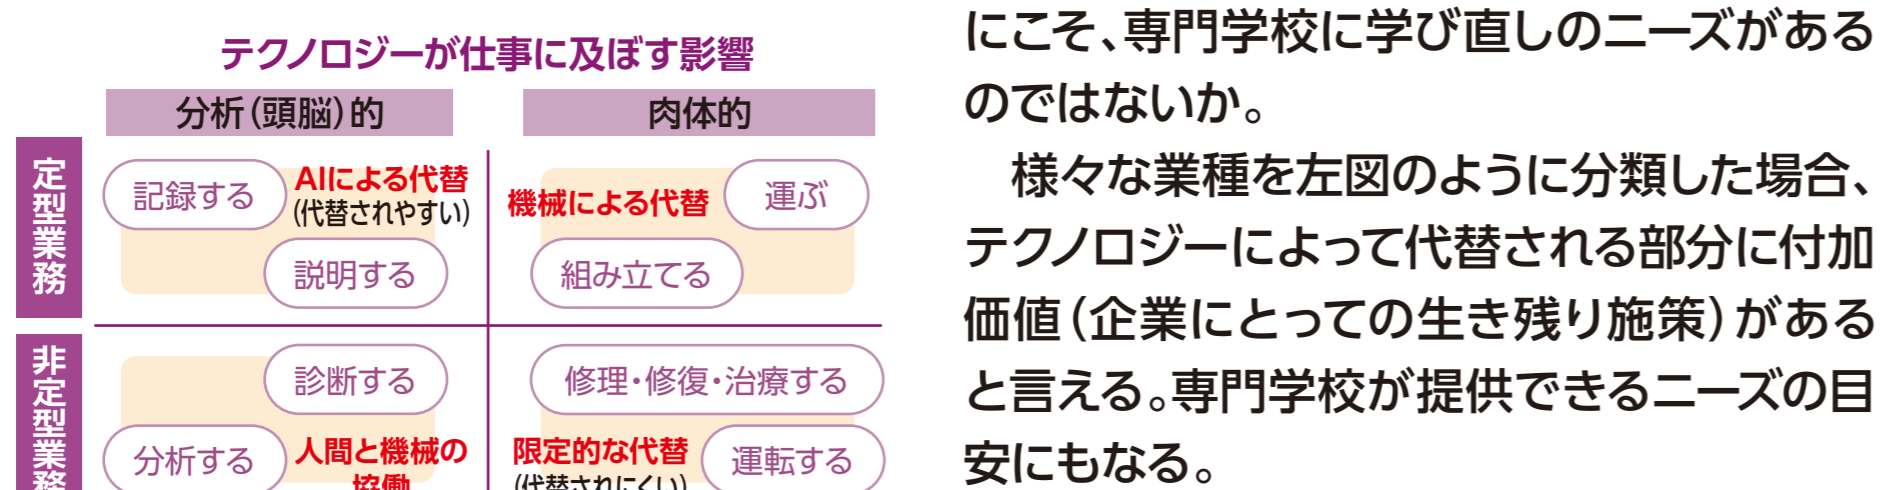 テクノロジーが仕事に及ぼす影響
分析（頭脳）的
肉体的
定型業務
記録する
AIによる代替
（代替されやすい）
説明する
機械による代替
運ぶ
組み立てる
非定型業務
診断する
分析する
人間と機械の
協働
修理・修復・治療する
限定的な代替
（代替されにくい）
運転する
にこそ、専門学校に学び直しのニーズがある
のではないか。
様々な業種を左図のように分類した場合、
テクノロジーによって代替される部分に付加
価値（企業にとっての生き残り施策）がある
と言える。専門学校が提供できるニーズの目
安にもなる。